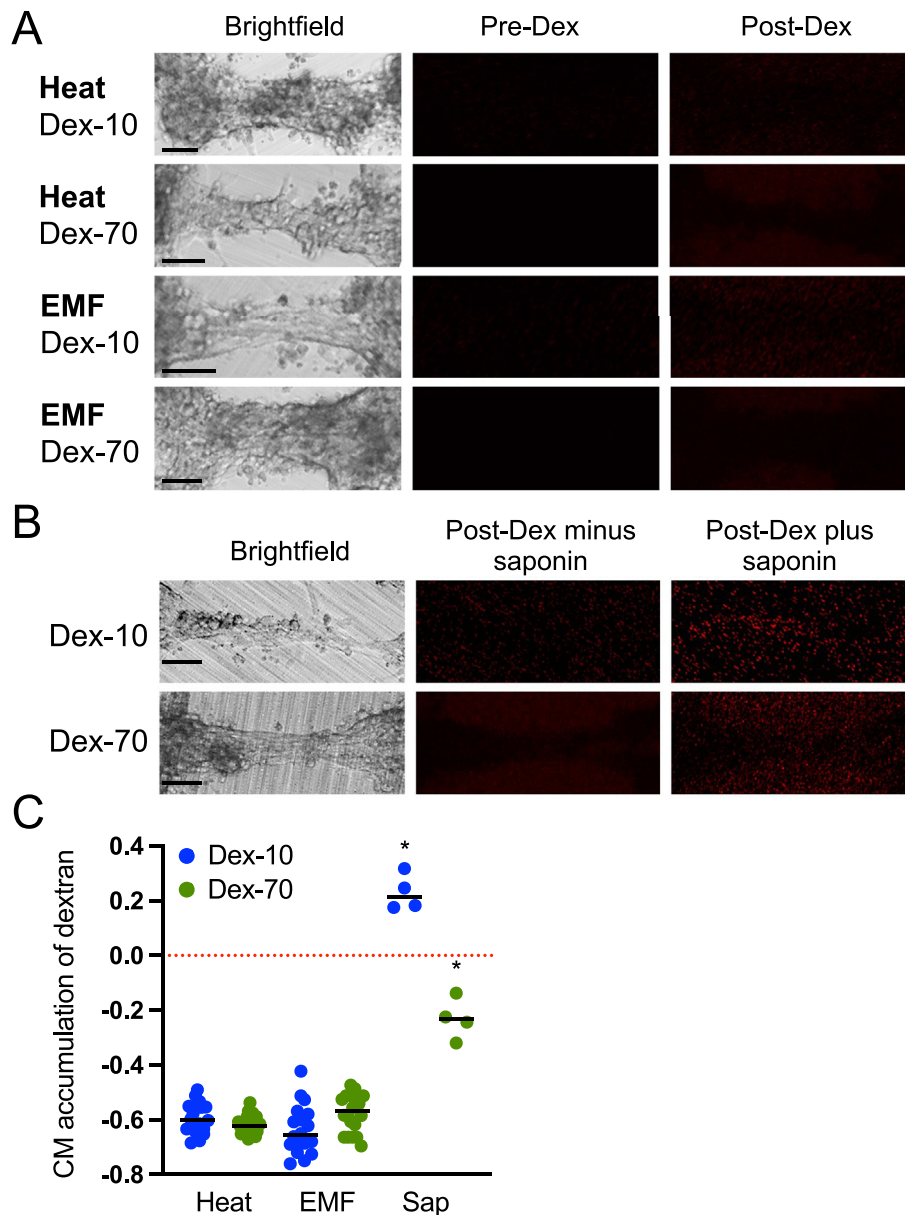 A
Brightfield
Pre-Dex
Post-Dex
Heat
Dex-10
Heat
Dex-70
EMF
Dex-10
EMF
Dex-70
B
Brightfield
Post-Dex minus
saponin
Post-Dex plus
saponin
Dex-10
Dex-70
C
CM accumulation of dextran
0.4
0.2
0.0
-0.2
-0.4
-0.6
-0.8
Dex-10
Dex-70
*
*
Heat
EMF
Sap